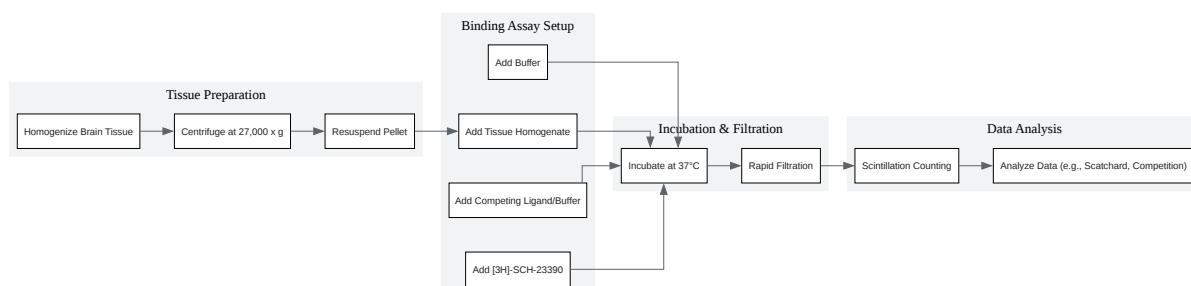 Tissue Preparation
Homogenize Brain Tissue
Centrifuge at 27,000 x g
Resuspend Pellet
Binding Assay Setup
Add Buffer
Add Tissue Homogenate
Add Competing Ligand/Buffer
Add [3H]-SCH-23390
Incubation & Filtration
Incubate at 37°C
Rapid Filtration
Data Analysis
Scintillation Counting
Analyze Data (e.g., Scatchard, Competition)